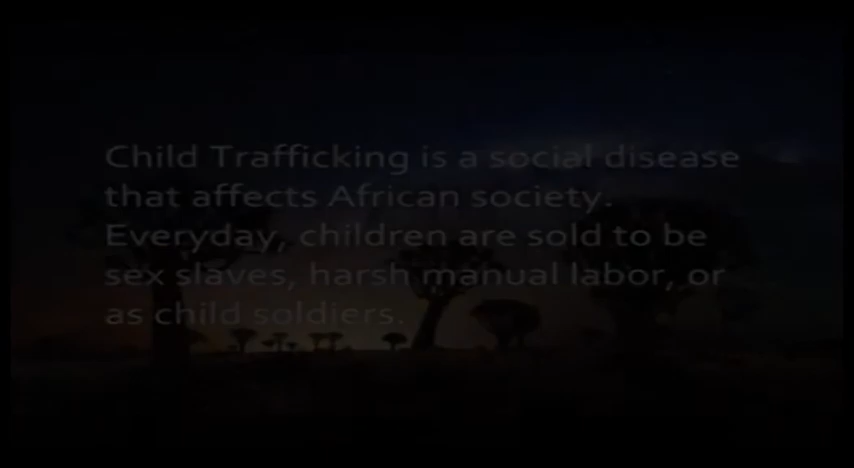 Child Trafficking is a social disease
that affects African society.
Everyday, children are sold to be
sex slaves, harsh manual labor, or
as child soldiers.